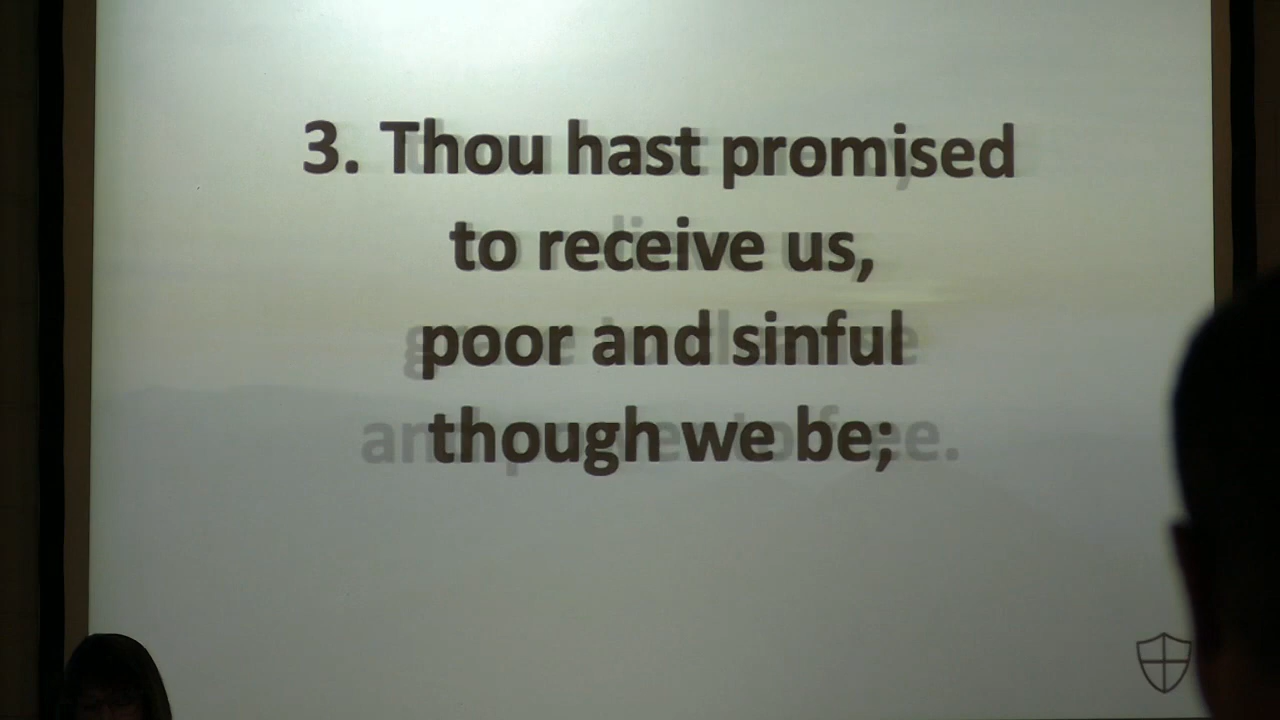 3. Thou hast promised
to receive us,
poor and sinful
though we be;